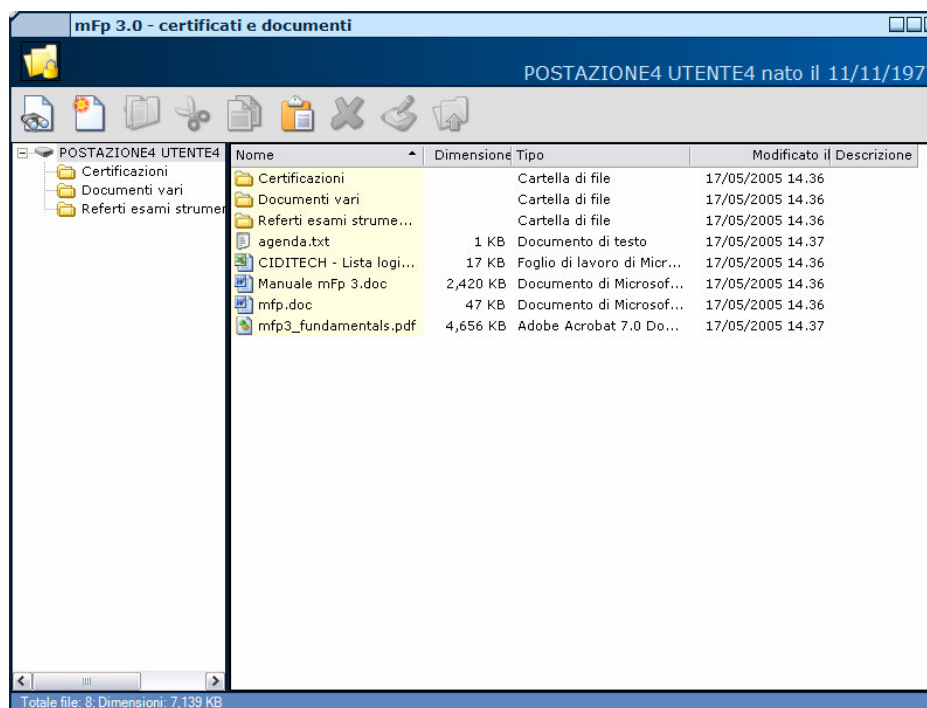 mFp 3.0 - certificati e documenti
POSTAZIONE4 UTENTE4 nato il 11/11/197
POSTAZIONE4 UTENTE4
Certificazioni
Documenti vari
Referti esami strumer
Nome Dimensione Tipo Modificato il Descrizione
Certificazioni Cartella di file 17/05/2005 14.36
Documenti vari Cartella di file 17/05/2005 14.36
Referti esami strume... Cartella di file 17/05/2005 14.36
agenda.txt 1 KB Documento di testo 17/05/2005 14.37
CIDITECH - Lista logi... 17 KB Foglio di lavoro di Micr... 17/05/2005 14.36
Manuale mFp 3.doc 2,420 KB Documento di Microsof... 17/05/2005 14.36
mfp.doc 47 KB Documento di Microsof... 17/05/2005 14.36
mfp3_fundamentals.pdf 4,656 KB Adobe Acrobat 7.0 Do... 17/05/2005 14.37
Totale file: 8; Dimensioni: 7,139 KB